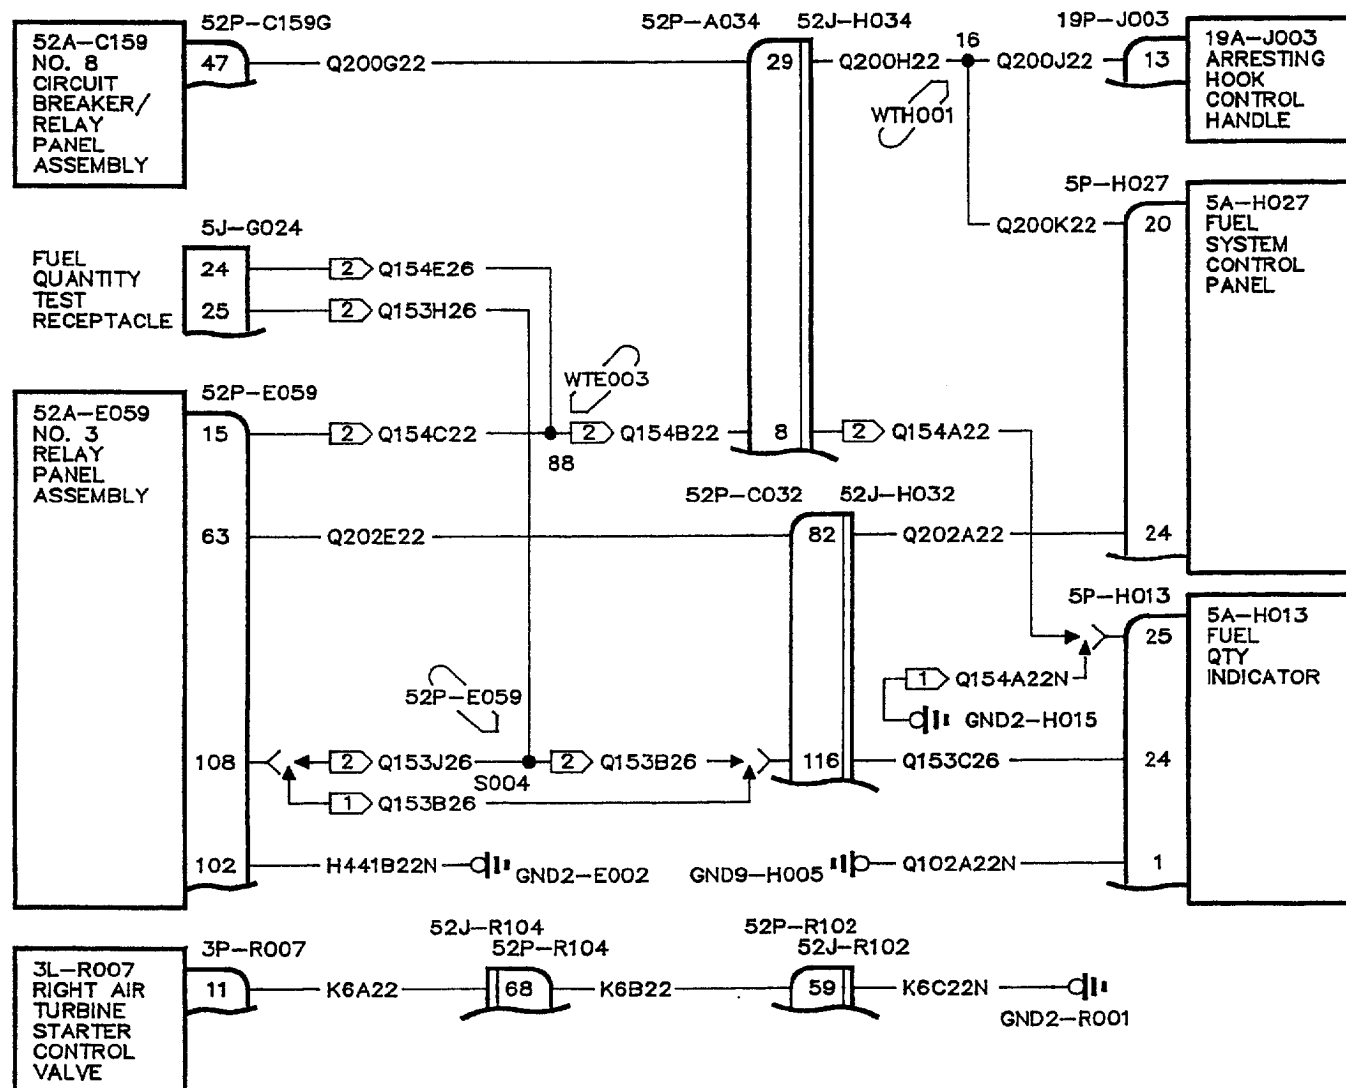 52P-C159G
52A-C159
NO. 8
CIRCUIT
BREAKER/
RELAY
PANEL
ASSEMBLY
47
Q200G22
52P-A034
52J-H034
29
Q200H22
16
Q200J22
WTH001
19P-J003
13
19A-J003
ARRESTING
HOOK
CONTROL
HANDLE
5P-H027
Q200K22
20
5A-H027
FUEL
SYSTEM
CONTROL
PANEL
5J-G024
FUEL
QUANTITY
TEST
RECEPTACLE
24
2
Q154E26
25
2
Q153H26
WTE003
52P-E059
52A-E059
NO. 3
RELAY
PANEL
ASSEMBLY
15
2
Q154C22
88
2
Q154B22
8
2
Q154A22
52P-C032
52J-H032
63
Q202E22
82
Q202A22
24
5P-H013
25
5A-H013
FUEL
QTY
INDICATOR
1
Q154A22N
GND2-H015
52P-E059
108
2
Q153J26
S004
2
Q153B26
116
Q153C26
24
1
Q153B26
102
H441B22N
GND2-E002
GND9-H005
Q102A22N
1
3P-R007
3L-R007
RIGHT AIR
TURBINE
STARTER
CONTROL
VALVE
11
K6A22
52J-R104
52P-R104
68
K6B22
52P-R102
52J-R102
59
K6C22N
GND2-R001